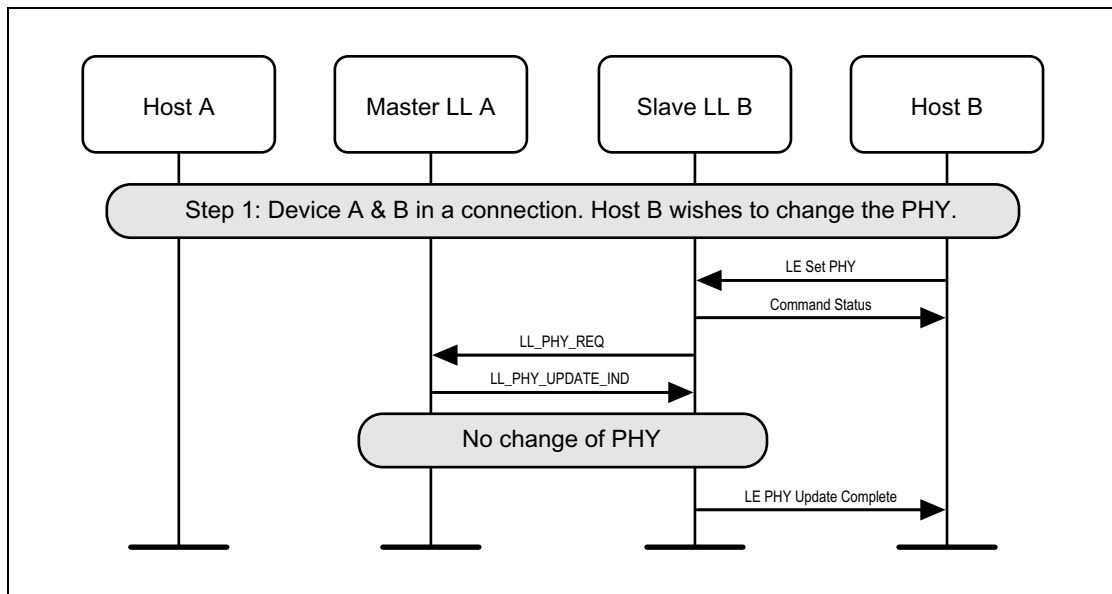 Host A
Master LL A
Slave LL B
Host B
Step 1: Device A & B in a connection. Host B wishes to change the PHY.
LE Set PHY
Command Status
LL_PHY_REQ
LL_PHY_UPDATE_IND
No change of PHY
LE PHY Update Complete